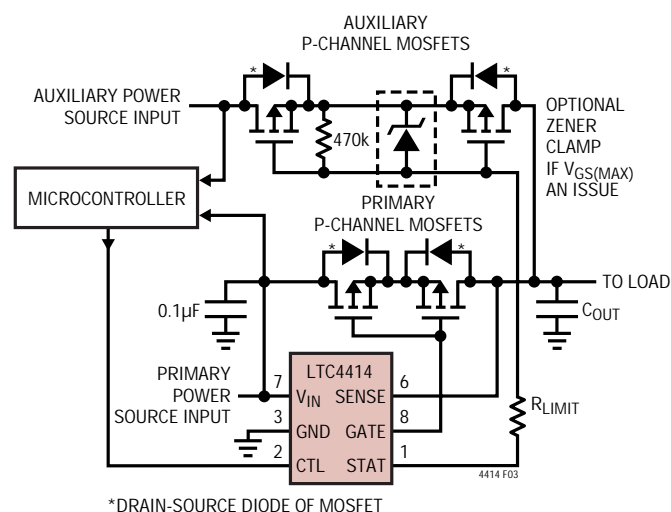 AUXILIARY
P-CHANNEL MOSFETS
*
*
AUXILIARY POWER
SOURCE INPUT
OPTIONAL
ZENER
CLAMP
IF VGS(MAX)
AN ISSUE
470k
MICROCONTROLLER
PRIMARY
P-CHANNEL MOSFETS
*
*
TO LOAD
0.1µF
COUT
PRIMARY
POWER
SOURCE INPUT
LTC4414
7
VIN
SENSE
6
3
GND
GATE
8
2
CTL
STAT
1
RLIMIT
4414 F03
*DRAIN-SOURCE DIODE OF MOSFET